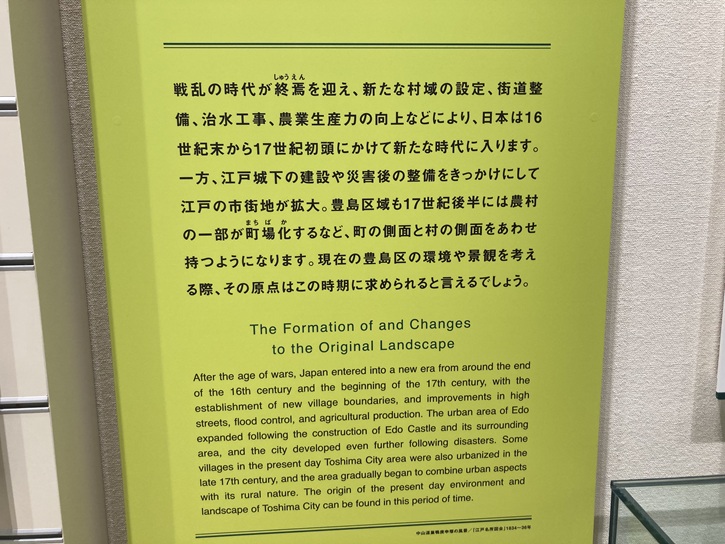 しゅうえん
戦乱の時代が終焉を迎え、新たな村域の設定、街道整
備、治水工事、農業生産力の向上などにより、日本は16
世紀末から17世紀初頭にかけて新たな時代に入ります。
一方、江戸城下の建設や災害後の整備をきっかけにして
江戸の市街地が拡大。豊島区域も17世紀後半には農村
まちばか
の一部が町場化するなど、町の側面と村の側面をあわせ
持つようになります。現在の豊島区の環境や景観を考え
る際、その原点はこの時期に求められると言えるでしょう。
The Formation of and Changes
to the Original Landscape
After the age of wars, Japan entered into a new era from around the end
of the 16th century and the beginning of the 17th century, with the
establishment of new village boundaries, and improvements in high
streets, flood control, and agricultural production. The urban area of Edo
expanded following the construction of Edo Castle and its surrounding
area, and the city developed even further following disasters. Some
villages in the present day Toshima City area were also urbanized in the
late 17th century, and the area gradually began to combine urban aspects
with its rural nature. The origin of the present day environment and
landscape of Toshima City can be found in this period of time.